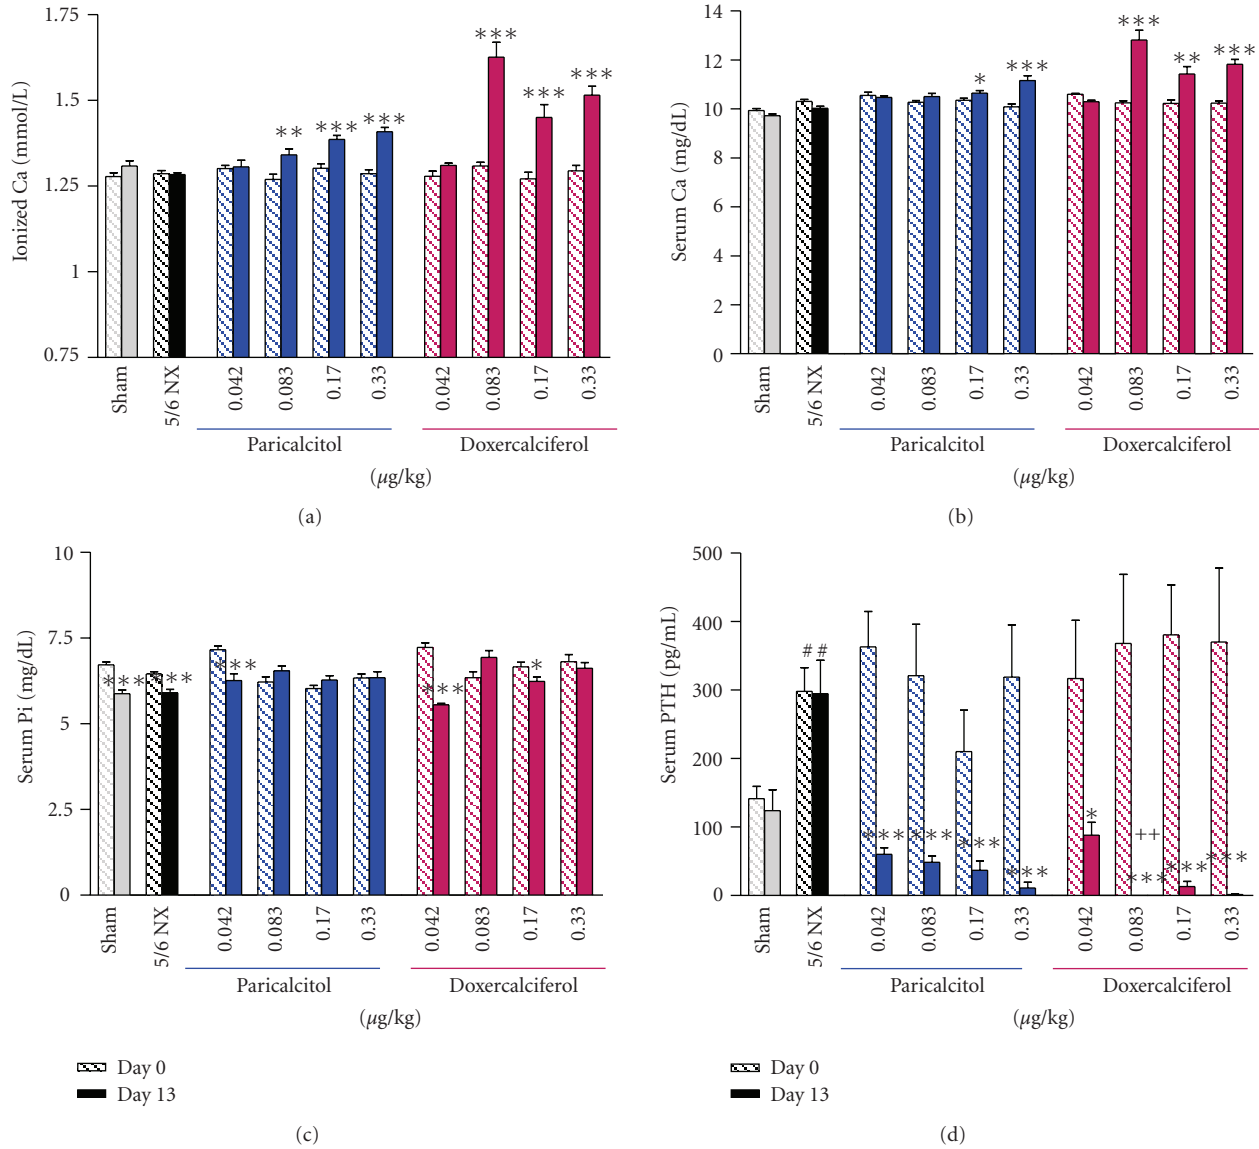 Ionized Ca (mmol/L)
1.75
1.5
1.25
1
0.75
∗∗
∗∗∗
∗∗∗
∗∗∗
∗∗∗
∗∗∗
Sham
5/6 NX
0.042
0.083
0.17
0.33
0.042
0.083
0.17
0.33
Paricalcitol
Doxercalciferol
(μg/kg)
(a)
Serum Ca (mg/dL)
14
12
10
8
6
4
2
0
∗
∗∗∗
∗∗∗
∗∗
∗∗∗
Sham
5/6 NX
0.042
0.083
0.17
0.33
0.042
0.083
0.17
0.33
Paricalcitol
Doxercalciferol
(μg/kg)
(b)
Serum Pi (mg/dL)
10
7.5
5
2.5
0
∗∗∗
∗∗∗
∗∗∗
∗∗∗
∗
Sham
5/6 NX
0.042
0.083
0.17
0.33
0.042
0.083
0.17
0.33
Paricalcitol
Doxercalciferol
(μg/kg)
Day 0
Day 13
(c)
Serum PTH (pg/mL)
500
400
300
200
100
0
# #
∗∗∗
∗∗∗
∗∗∗
∗∗∗
∗
++
∗∗∗
∗∗∗
∗∗∗
Sham
5/6 NX
0.042
0.083
0.17
0.33
0.042
0.083
0.17
0.33
Paricalcitol
Doxercalciferol
(μg/kg)
Day 0
Day 13
(d)